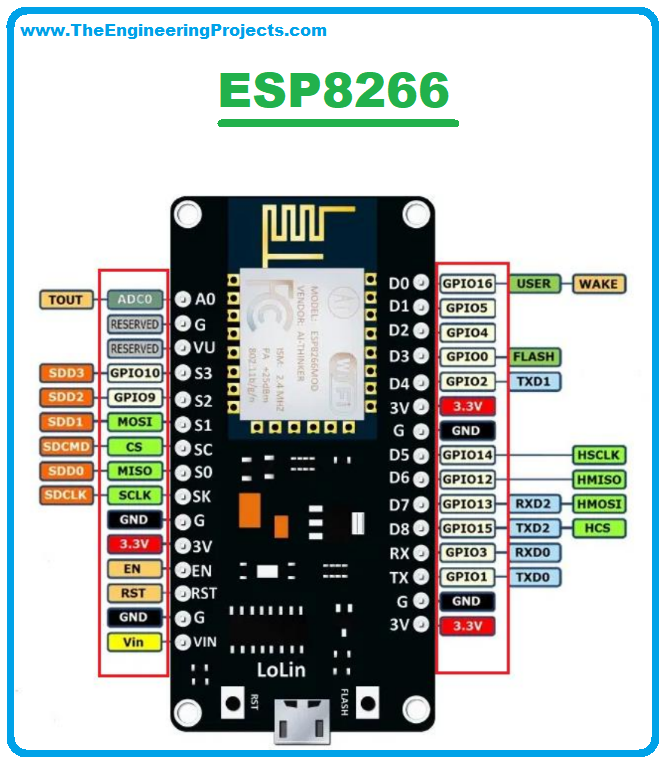 www.TheEngineeringProjects.com
ESP8266
TOUT ADC0 A0
RESERVED G
RESERVED VU
SDD3 GPIO10 S3
SDD2 GPIO9 S2
SDD1 MOSI S1
SDCMD CS SC
SDD0 MISO S0
SDCLK SCLK SK
GND G
3.3V 3V
EN EN
RST RST
GND G
Vin VIN
MODEL: ESP8266MOD
VENDOR: AI-THINKER
ISM: 2.4 MHZ
PA +25dBm
802.11b/g/n
FC
AI
Wi Fi
D0 GPIO16 USER WAKE
D1 GPIO5
D2 GPIO4
D3 GPIO0 FLASH
D4 GPIO2 TXD1
3V 3.3V
G GND
D5 GPIO14 HSCLK
D6 GPIO12 HMISO
D7 GPIO13 RXD2 HMOSI
D8 GPIO15 TXD2 HCS
RX GPIO3 RXD0
TX GPIO1 TXD0
G GND
3V 3.3V
LoLin
RST
FLASH